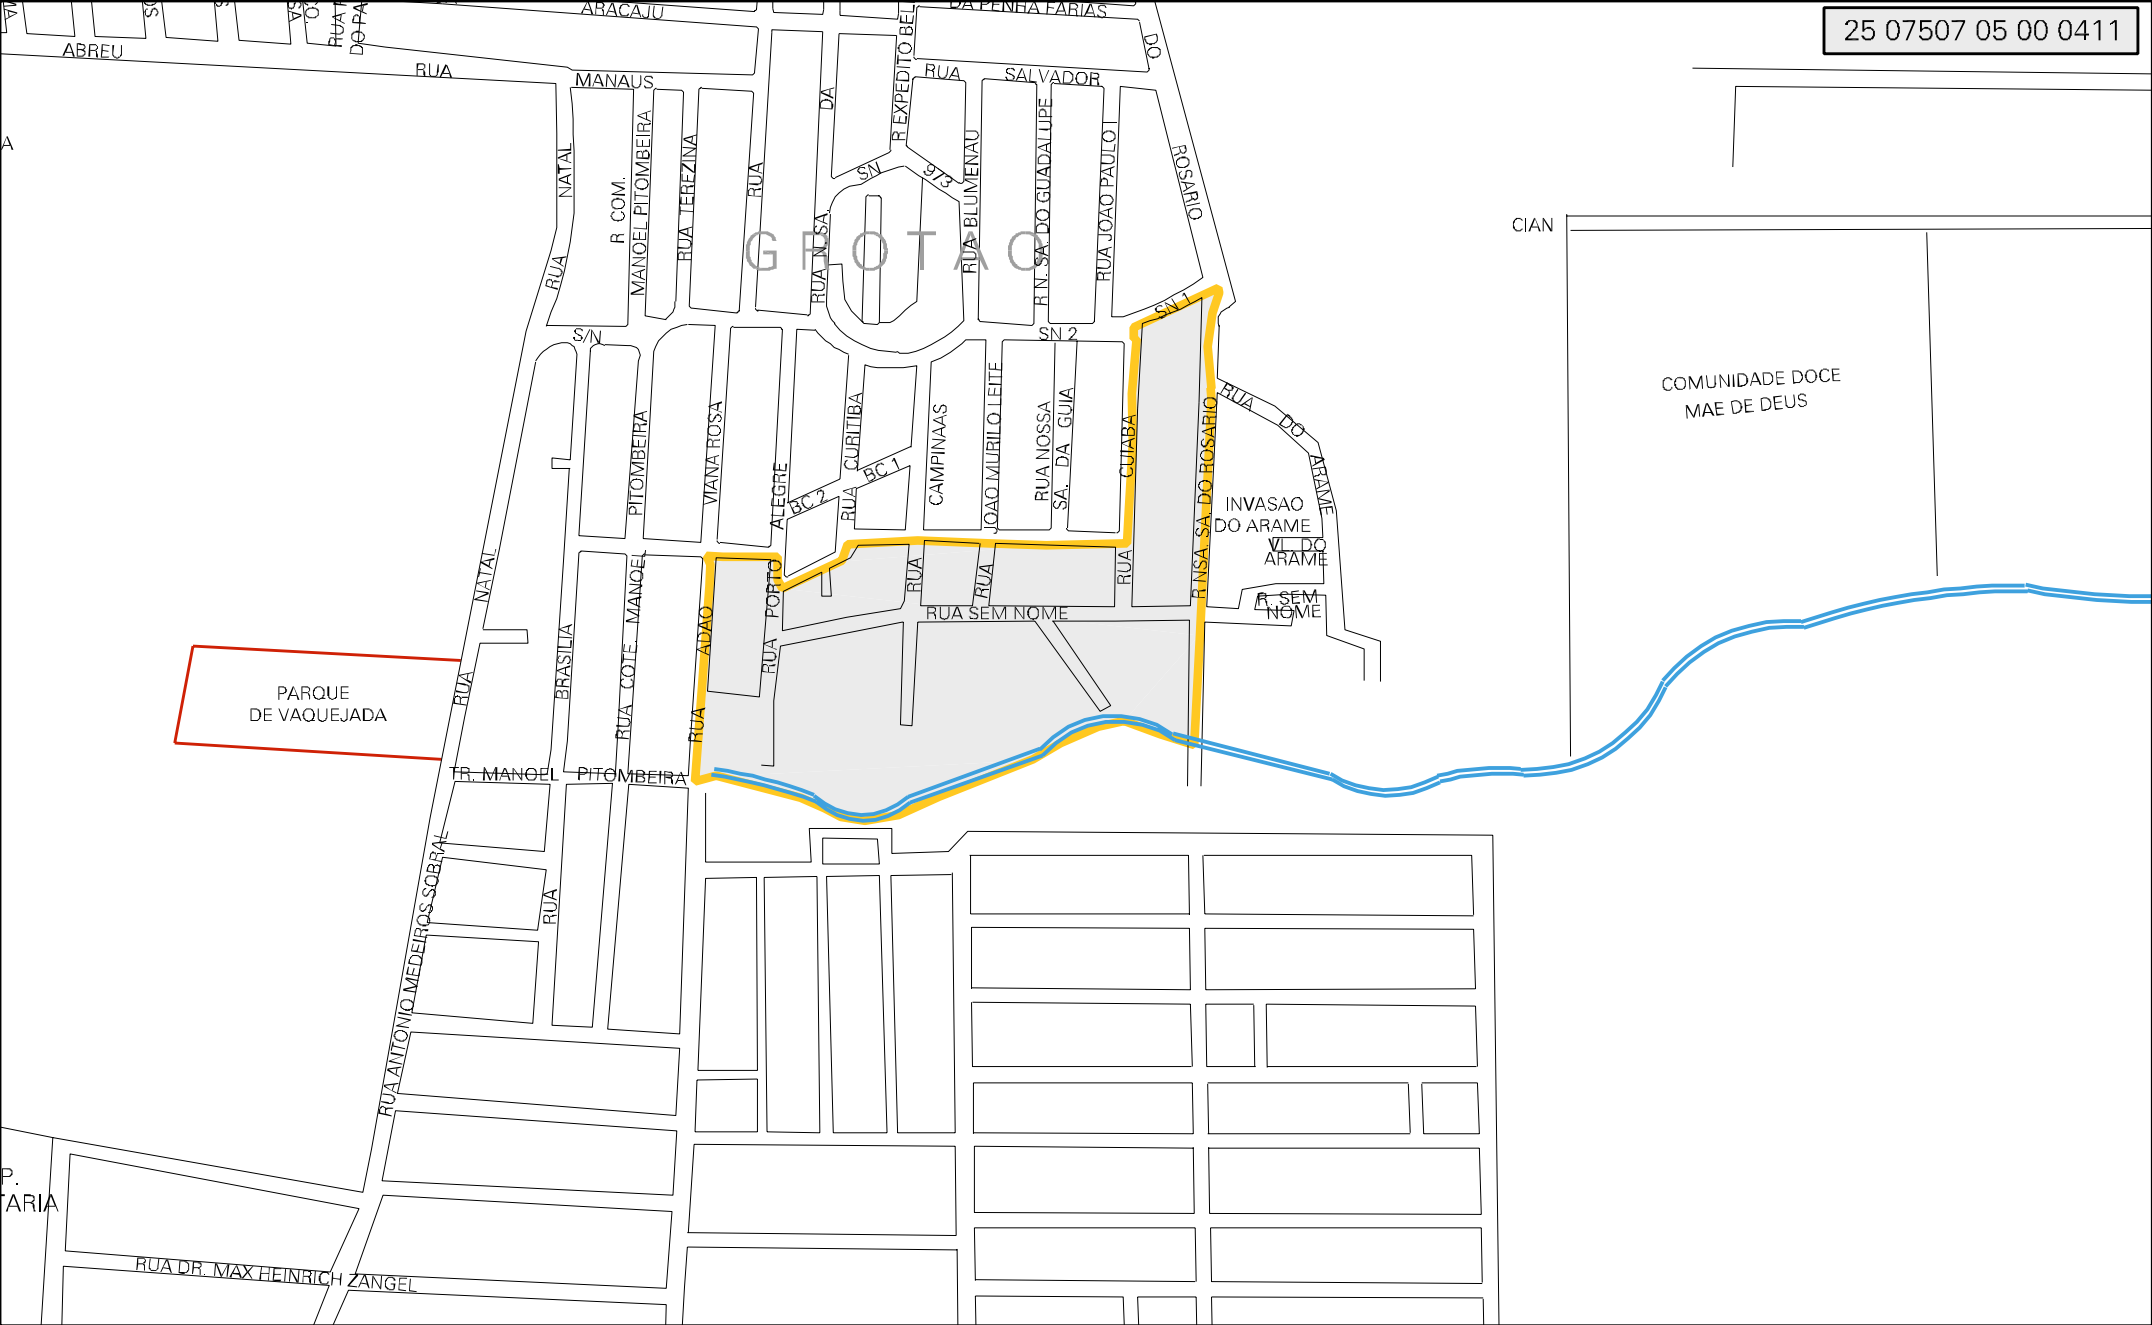 25 07507 05 00 0411
ARACAJU
DA PENHA FARIAS
ABREU
RUA
MANAUS
RUA
SALVADOR
DO
DO PA
R EXPEDITO BEL
DA
NATAL
RUA
R COM.
MANOEL PITOMBEIRA
RUA TEREZINA
RUA
RUA N.SA.
SN
973
RUA BLUMENAU
R N. SA. DO GUADALUPE
RUA JOAO PAULO I
ROSARIO
GROTAO
CIAN
A
S/N
SN 2
SN 1
COMUNIDADE DOCE
MAE DE DEUS
PITOMBEIRA
VIANA ROSA
ALEGRE
RUA CURITIBA
BC 1
BC 2
CAMPINAAS
JOAO MURILO LEITE
RUA NOSSA
SA. DA GUIA
CUIABA
R NSA. SA. DO ROSARIO
RUA
DO
ARAME
INVASAO
DO ARAME
VL. DO
ARAME
R. SEM
NOME
NATAL
RUA
BRASILIA
RUA COTE. MANOEL
ADAO
RUA
RUA PORTO
RUA
RUA
RUA
RUA SEM NOME
PARQUE
DE VAQUEJADA
TR. MANOEL PITOMBEIRA
RUA
RUA ANTONIO MEDEIROS SOBRAL
P.
TARIA
RUA DR. MAX HEINRICH ZANGEL